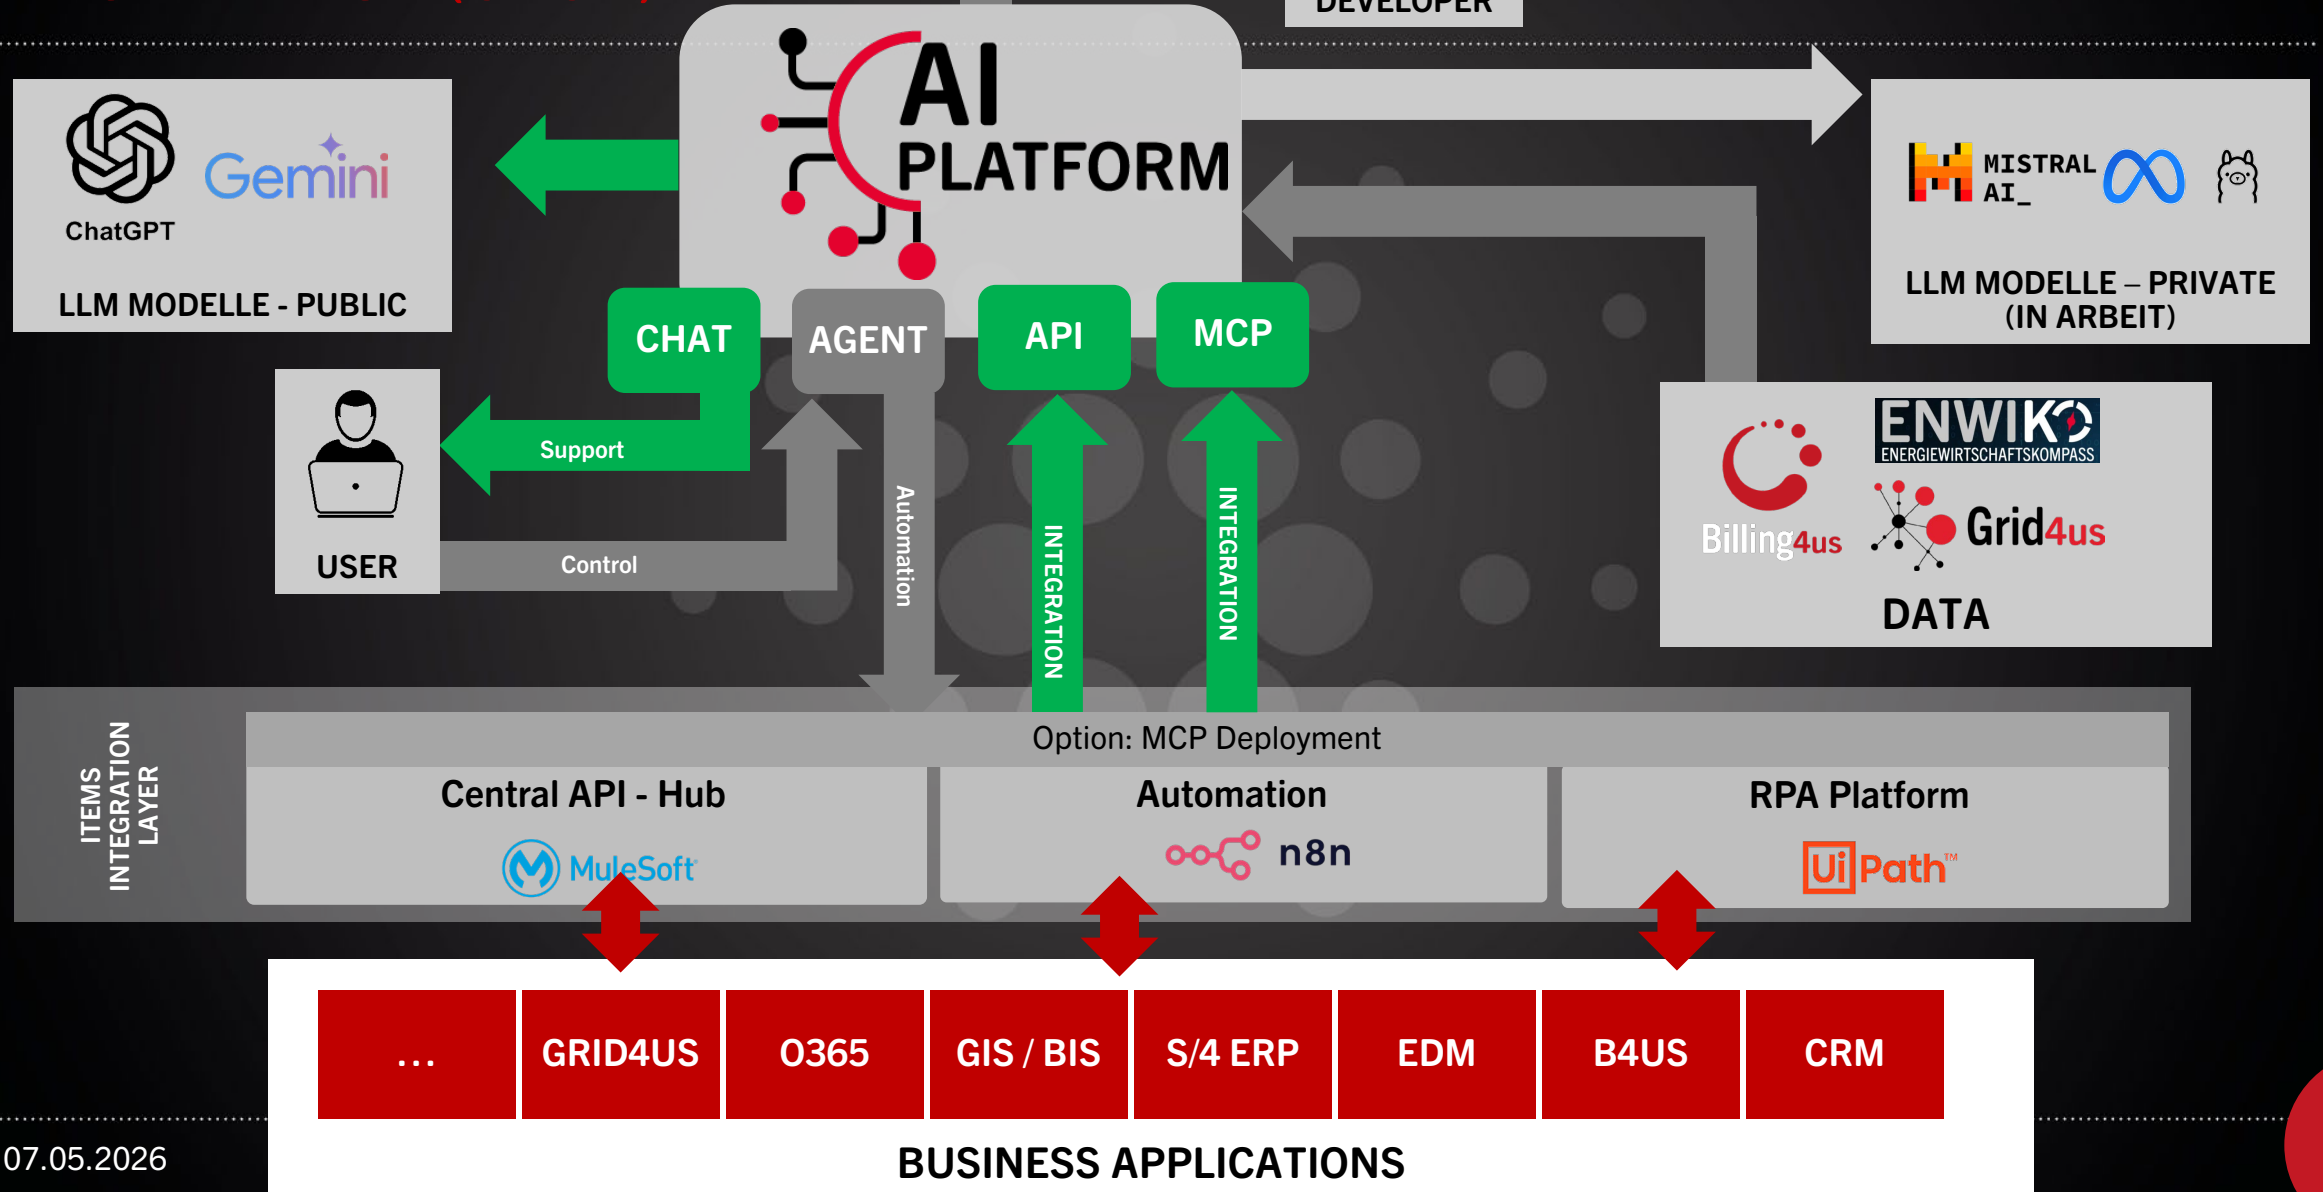 DEVELOPER
AI
PLATFORM
ChatGPT
Gemini
LLM MODELLE - PUBLIC
MISTRAL
AI_
LLM MODELLE – PRIVATE
(IN ARBEIT)
CHAT
AGENT
API
MCP
Support
Control
USER
Automation
INTEGRATION
INTEGRATION
ENWIKO
ENERGIEWIRTSCHAFTSKOMPASS
Billing4us
Grid4us
DATA
ITEMS
INTEGRATION
LAYER
Option: MCP Deployment
Central API - Hub
MuleSoft
Automation
n8n
RPA Platform
UiPath™
...
GRID4US
O365
GIS / BIS
S/4 ERP
EDM
B4US
CRM
BUSINESS APPLICATIONS
07.05.2026